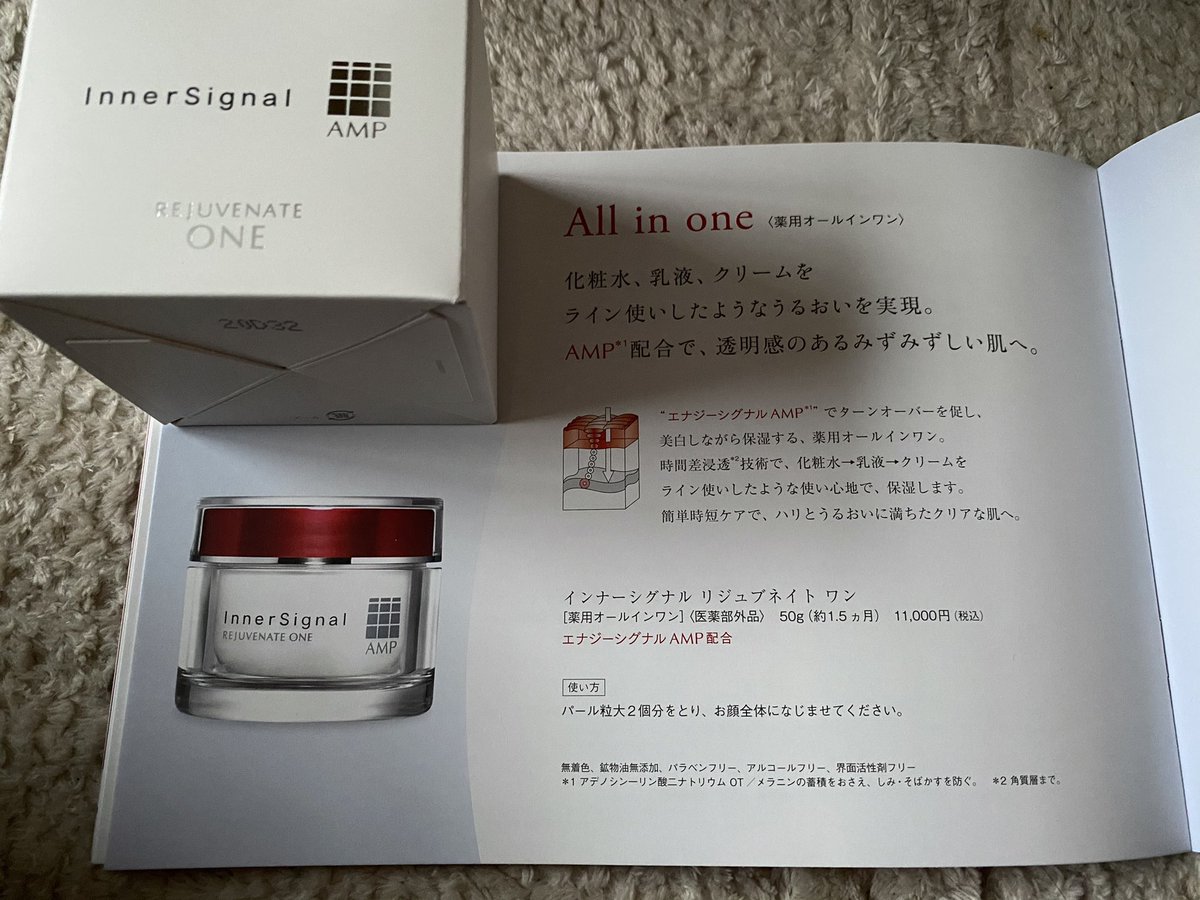 InnerSignal
AMP
REJUVENATE
ONE
20D32
All in one 〈薬用オールインワン〉
化粧水、乳液、クリームを
ライン使いしたようなうるおいを実現。
AMP*1配合で、透明感のあるみずみずしい肌へ。
“エナジーシグナルAMP*1”でターンオーバーを促し、
美白しながら保湿する、薬用オールインワン。
時間差浸透*2技術で、化粧水→乳液→クリームを
ライン使いしたような使い心地で、保湿します。
簡単時短ケアで、ハリとうるおいに満ちたクリアな肌へ。
InnerSignal
REJUVENATE ONE
AMP
インナーシグナル リジュブネイト ワン
[薬用オールインワン]〈医薬部外品〉 50g（約1.5ヵ月） 11,000円（税込）
エナジーシグナルAMP配合
使い方
パール粒大2個分をとり、お顔全体になじませてください。
無着色、鉱物油無添加、パラベンフリー、アルコールフリー、界面活性剤フリー
*1 アデノシン一リン酸二ナトリウム OT／メラニンの蓄積をおさえ、しみ・そばかすを防ぐ。 *2 角質層まで。